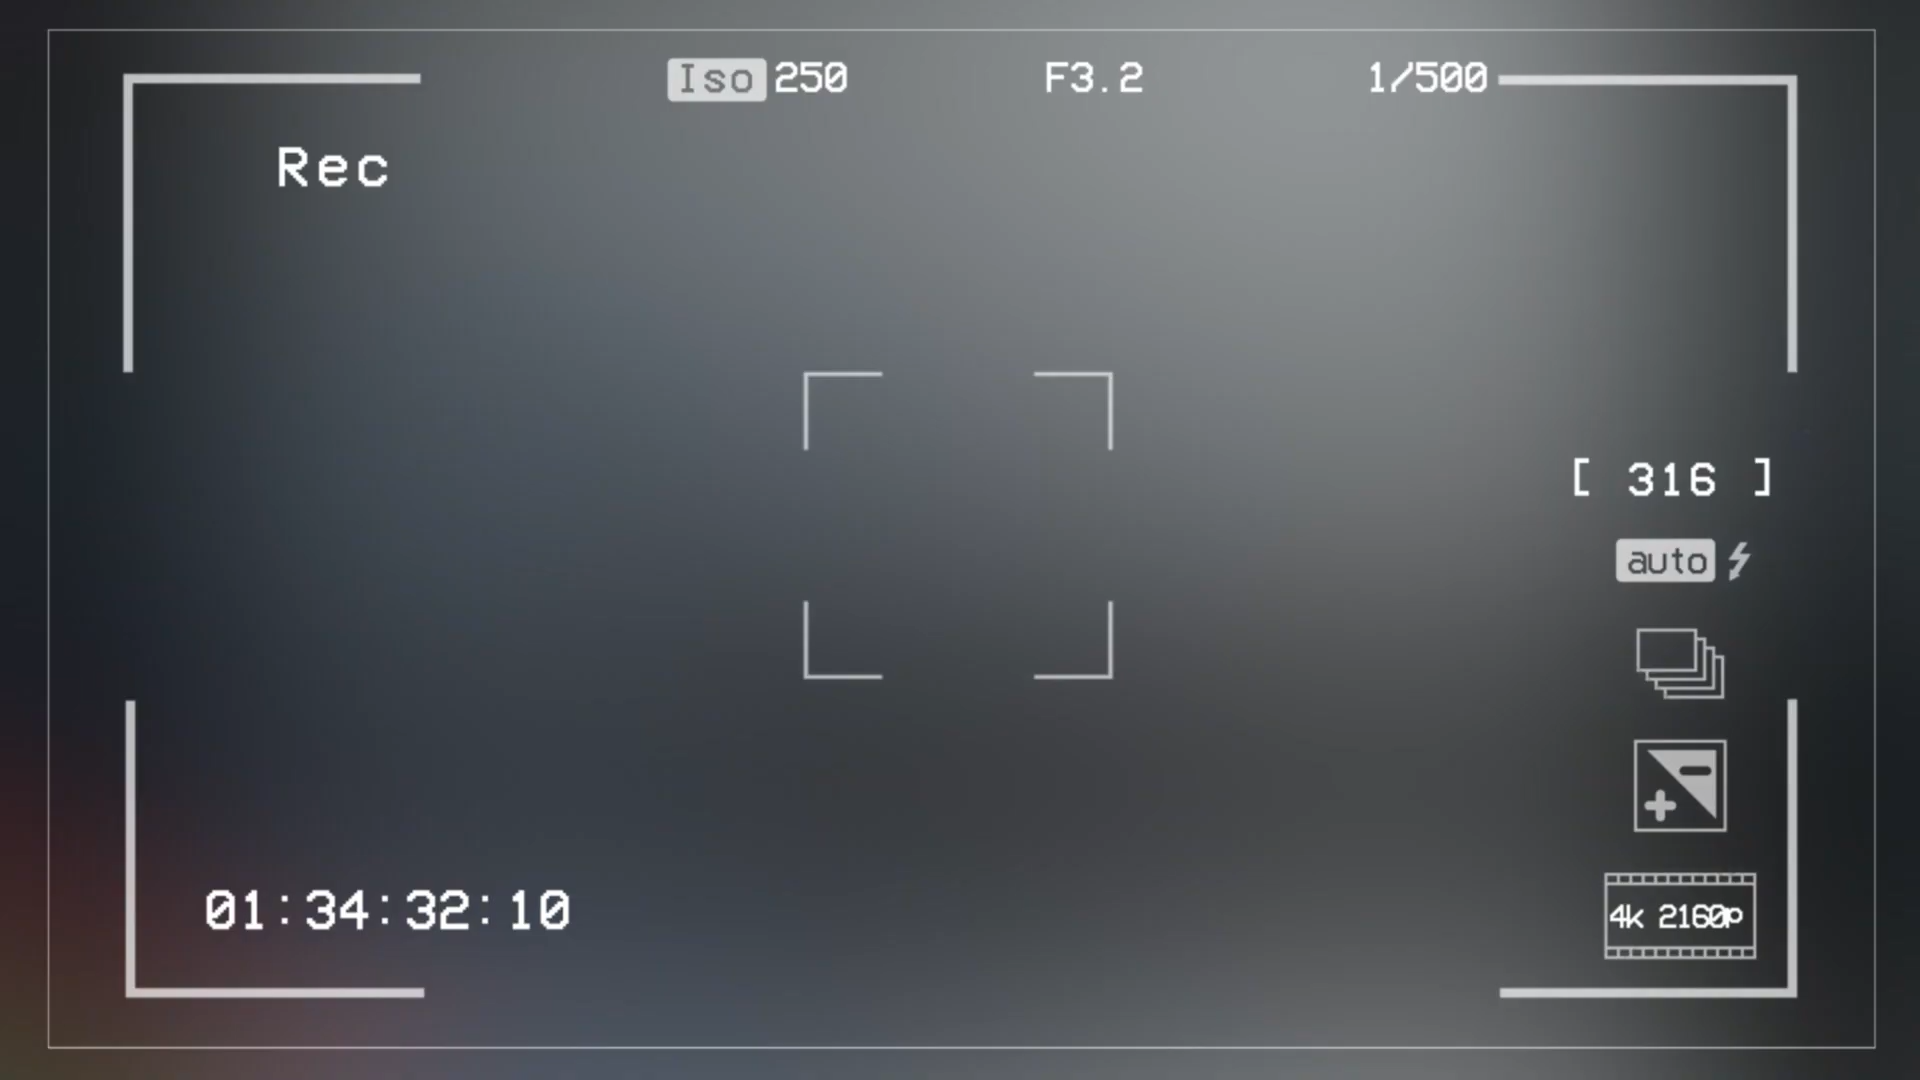 Iso 250 F3.2 1/500
Rec
[ 316 ]
auto
01:34:32:10
4k 2160p